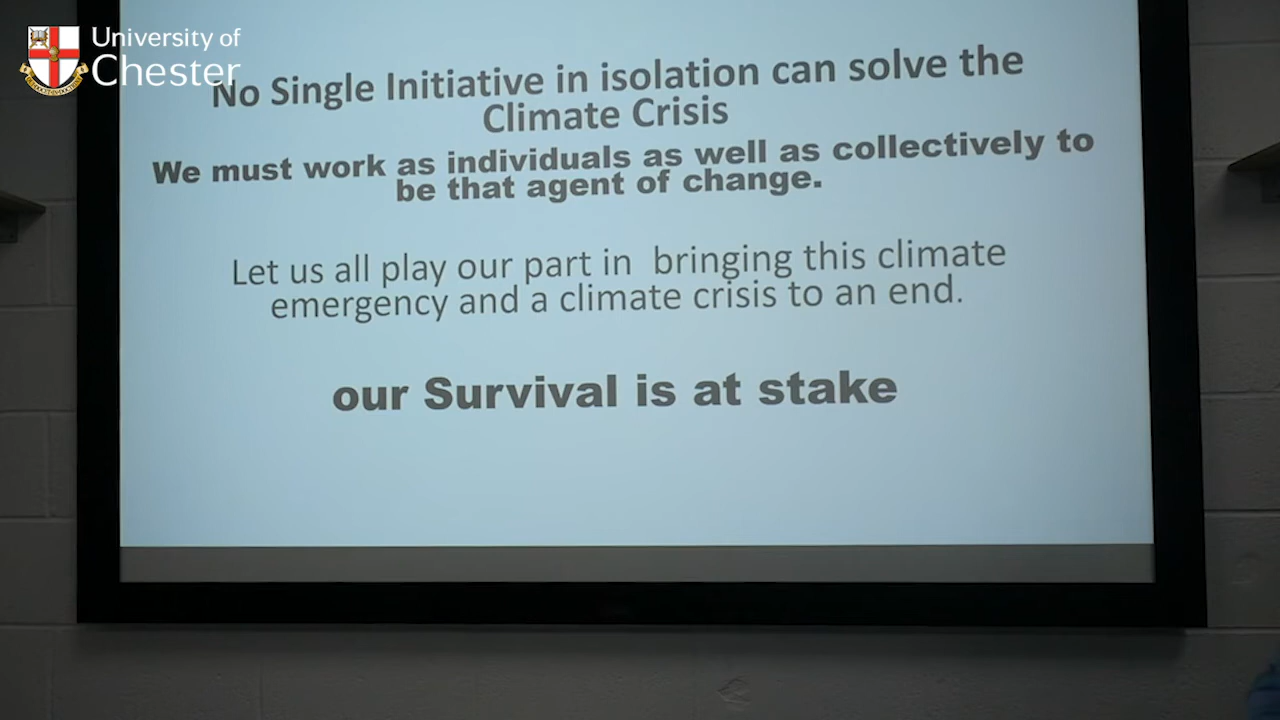 University of
Chester
No Single Initiative in isolation can solve the
Climate Crisis
We must work as individuals as well as collectively to
be that agent of change.
Let us all play our part in bringing this climate
emergency and a climate crisis to an end.
our Survival is at stake